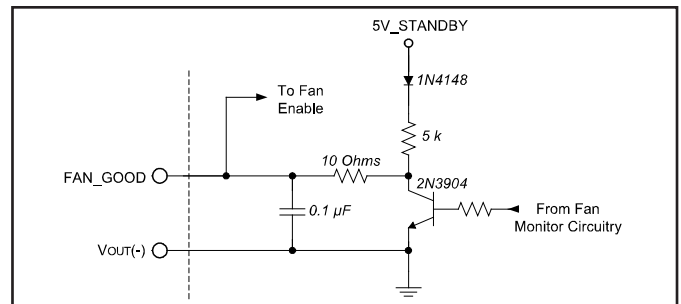 5V_STANDBY
1N4148
To Fan
Enable
5 k
10 Ohms
FAN_GOOD
2N3904
0.1 µF
From Fan
Monitor Circuitry
VOUT(-)